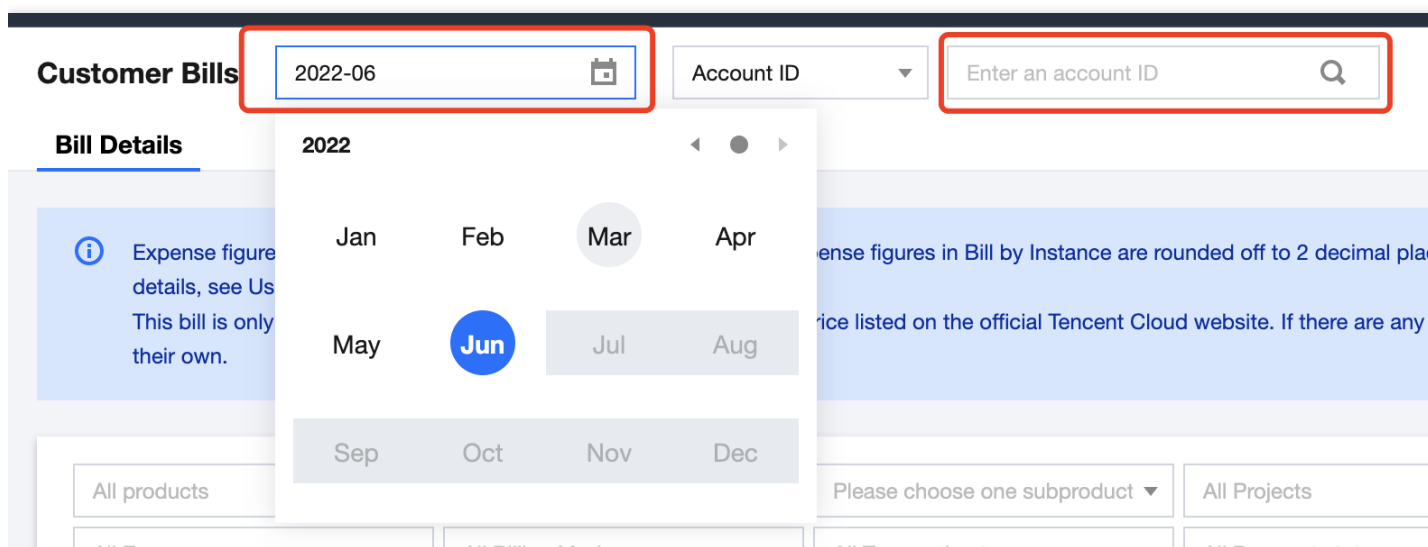 Customer Bills
2022-06
Account ID
Enter an account ID
Bill Details
2022
Jan Feb Mar Apr
May Jun Jul Aug
Sep Oct Nov Dec
Expense figure
ense figures in Bill by Instance are rounded off to 2 decimal pla
details, see Us
This bill is only
rice listed on the official Tencent Cloud website. If there are any
their own.
All products
Please choose one subproduct
All Projects